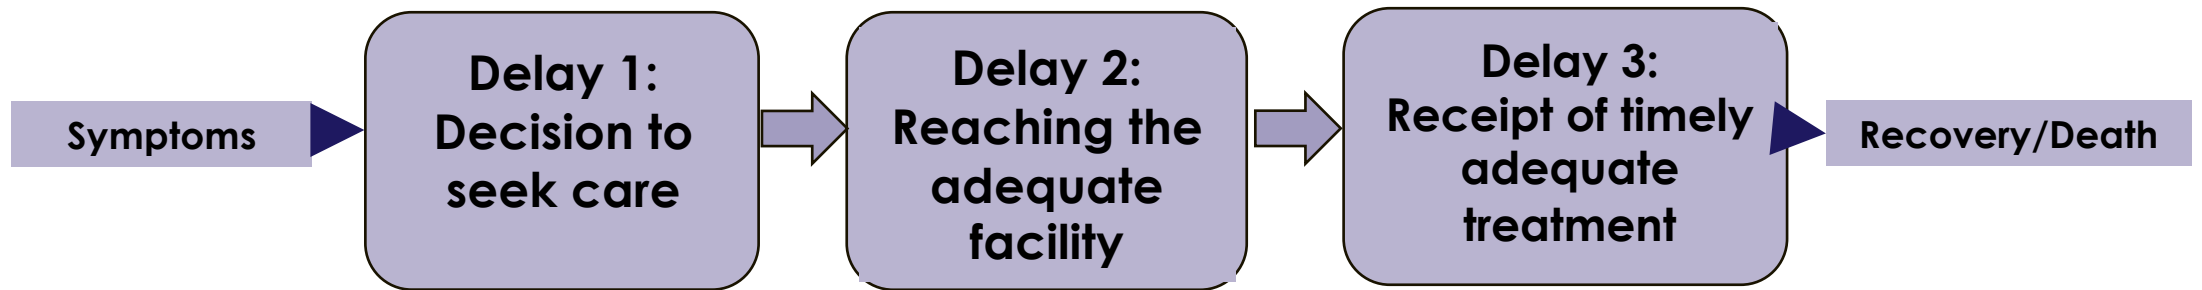 Symptoms
Delay 1:
Decision to
seek care
Delay 2:
Reaching the
adequate
facility
Delay 3:
Receipt of timely
adequate
treatment
Recovery/Death